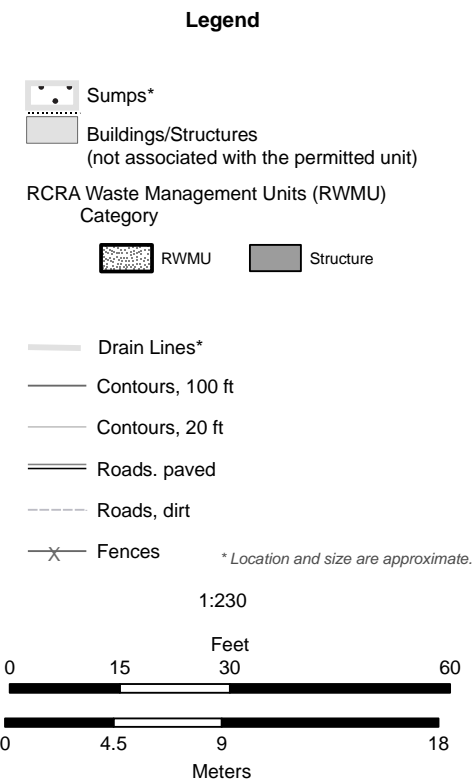 Legend
Sumps*
Buildings/Structures
(not associated with the permitted unit)
RCRA Waste Management Units (RWMU)
Category
RWMU Structure
Drain Lines*
Contours, 100 ft
Contours, 20 ft
Roads. paved
Roads, dirt
X Fences
* Location and size are approximate.
1:230
Feet
0 15 30 60
0 4.5 9 18
Meters